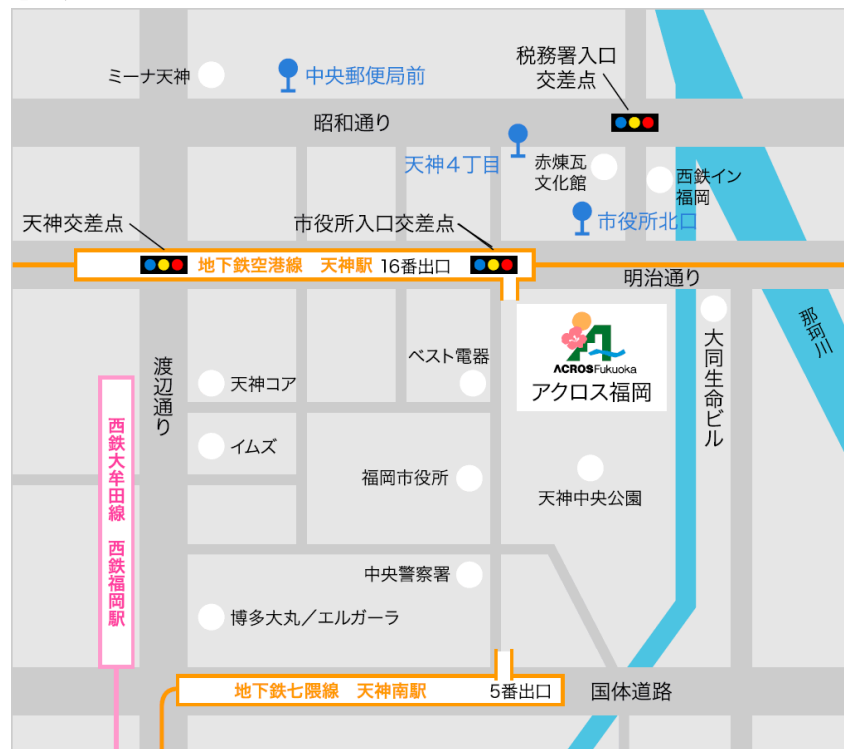 税務署入口
交差点
ミーナ天神
中央郵便局前
昭和通り
天神4丁目
赤煉瓦
文化館
西鉄イン
福岡
市役所北口
天神交差点
市役所入口交差点
地下鉄空港線 天神駅 16番出口
明治通り
那珂川
大同生命ビル
ACROSFukuoka
アクロス福岡
ベスト電器
渡辺通り
天神コア
イムズ
西鉄大牟田線 西鉄福岡駅
福岡市役所
天神中央公園
中央警察署
博多大丸/エルガーラ
地下鉄七隈線 天神南駅 5番出口
国体道路